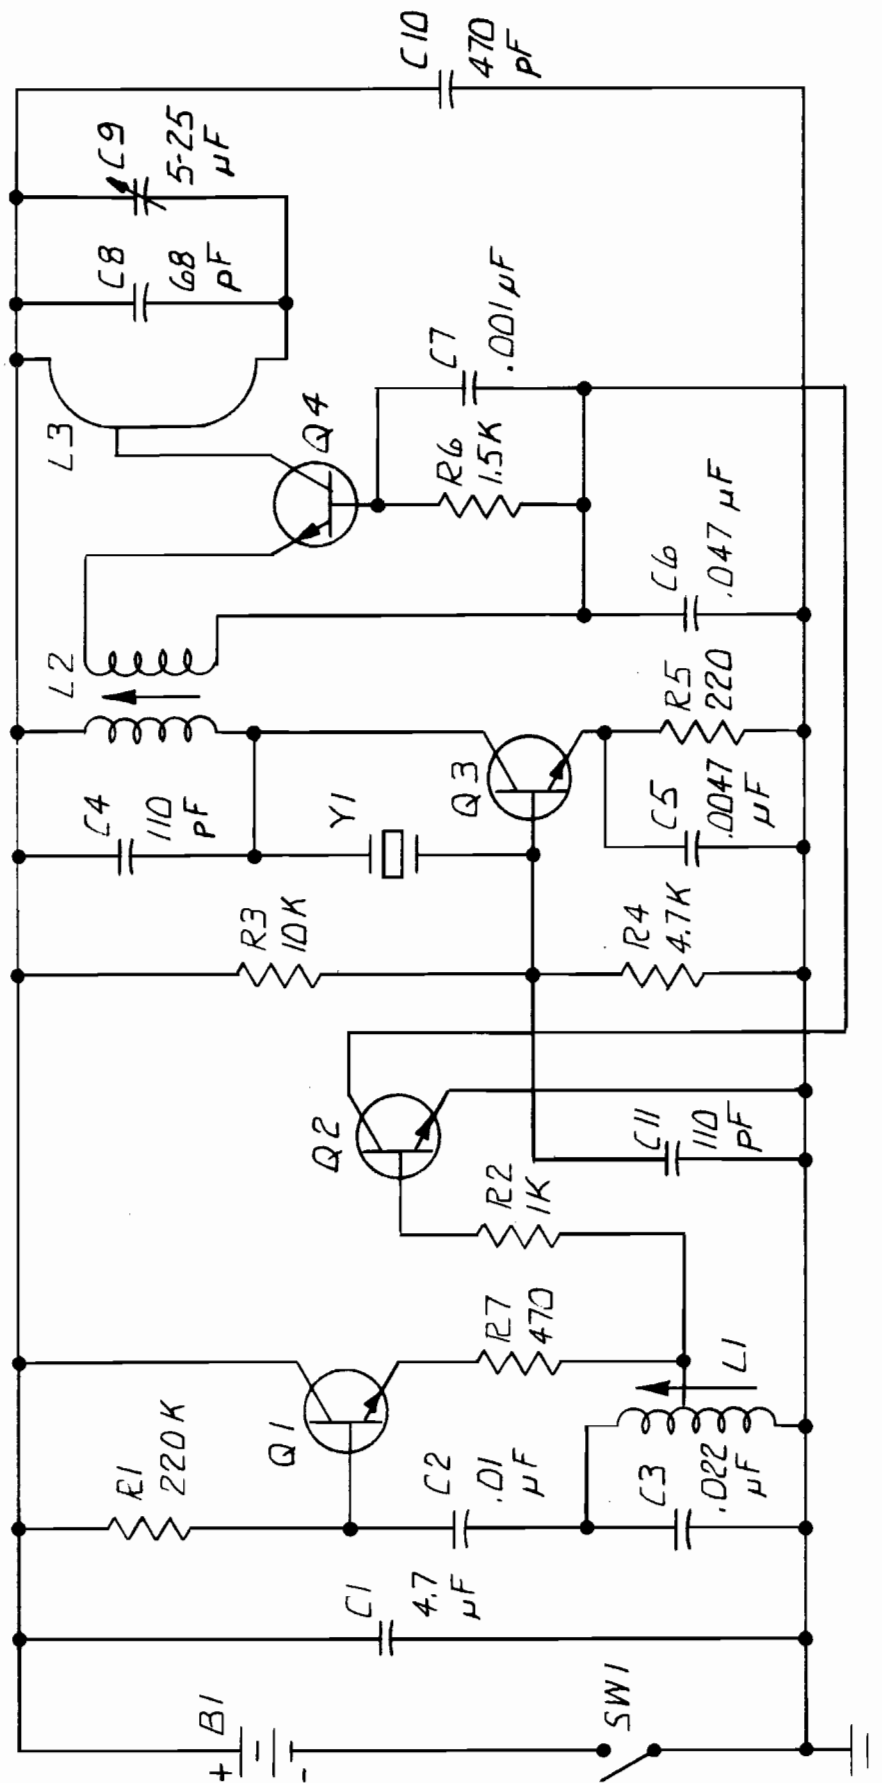 +
B1
-
SW1
C1
4.7
µF
R1
220K
C2
.01
µF
C3
.022
µF
L1
Q1
R7
470
R2
1K
Q2
C11
110
pF
R3
10K
R4
4.7K
C4
110
pF
Y1
Q3
C5
.0047
µF
R5
220
L2
C6
.047 µF
Q4
R6
1.5K
C7
.001µF
L3
C8
68
pF
C9
5-25
µF
C10
470
pF